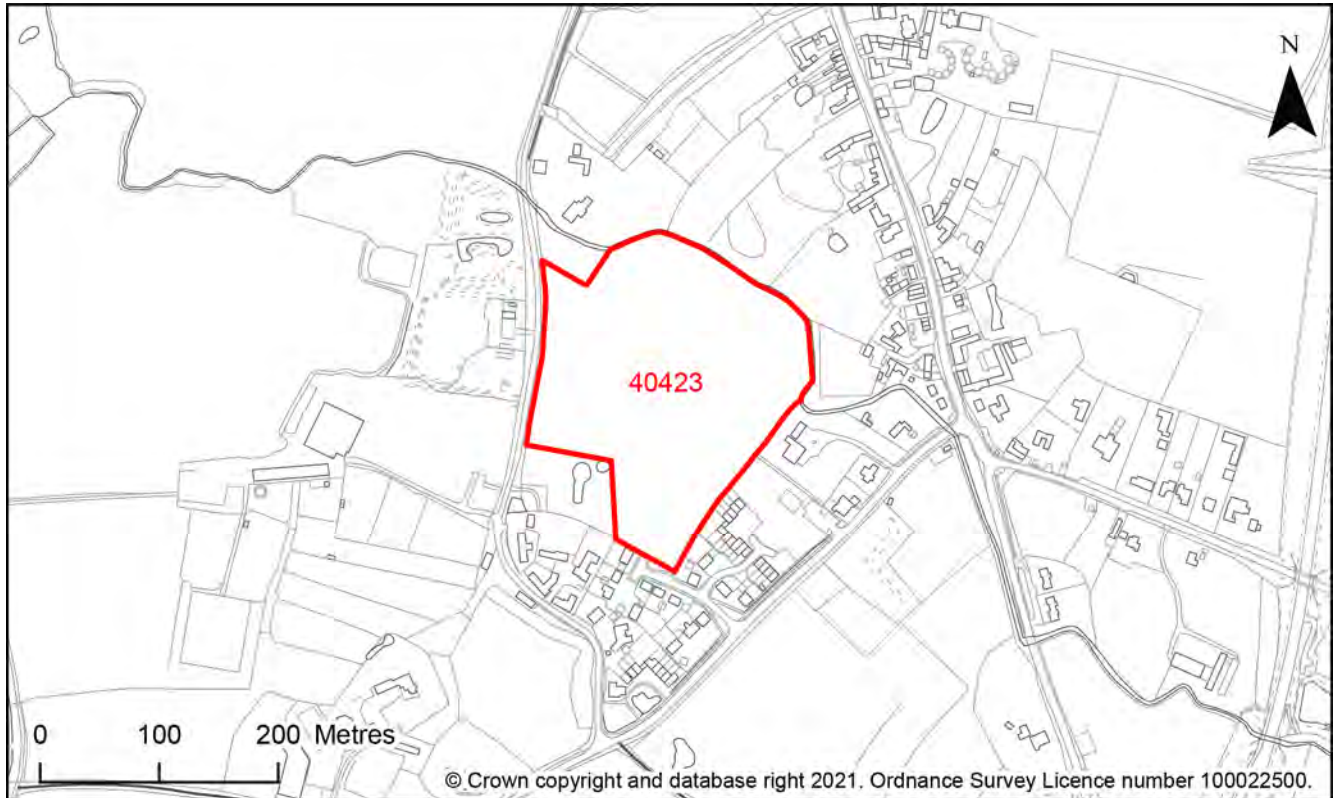 N
40423
0 100 200 Metres
© Crown copyright and database right 2021. Ordnance Survey Licence number 100022500.